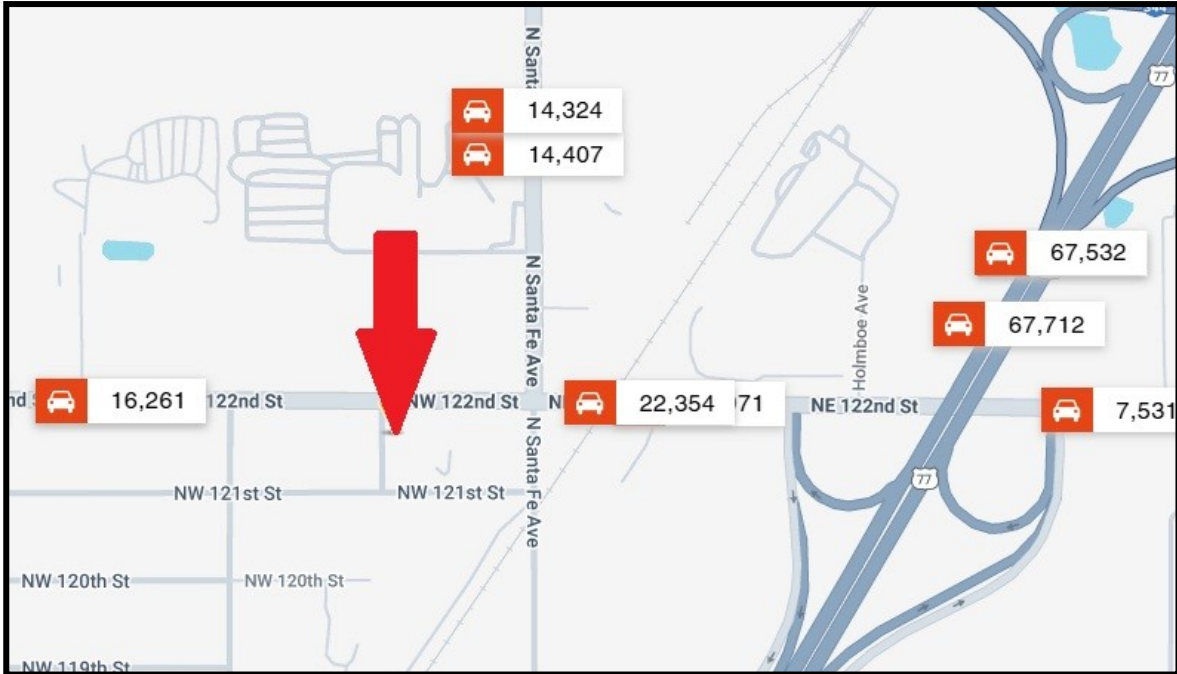 N Santa
77
14,324
14,407
67,532
N Santa Fe Ave
Holmboe Ave
67,712
16,261
122nd St
NW 122nd St
22,354
71
NE 122nd St
7,531
N Santa Fe Ave
77
NW 121st St
NW 121st St
NW 120th St
NW 120th St
NW 119th St